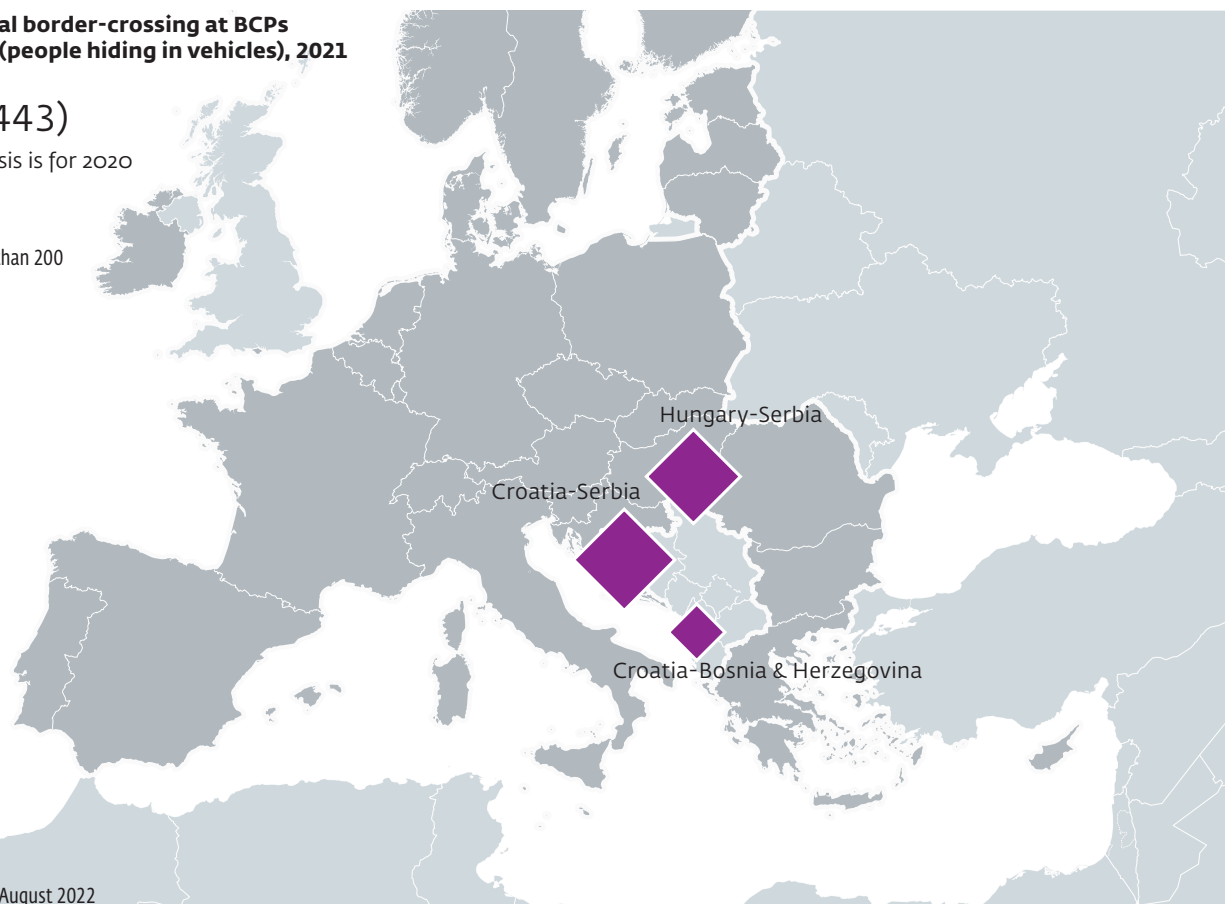 al border-crossing at BCPs
(people hiding in vehicles), 2021
443)
sis is for 2020
han 200
Hungary-Serbia
Croatia-Serbia
Croatia-Bosnia & Herzegovina
August 2022